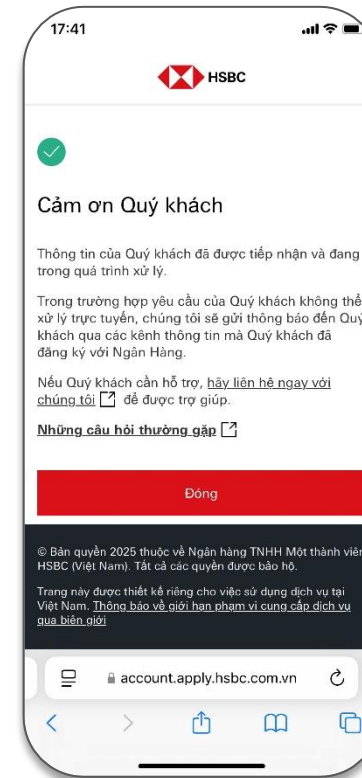 17:41
HSBC
Cảm ơn Quý khách
Thông tin của Quý khách đã được tiếp nhận và đang
trong quá trình xử lý.
Trong trường hợp yêu cầu của Quý khách không thể
xử lý trực tuyến, chúng tôi sẽ gửi thông báo đến Quý
khách qua các kênh thông tin mà Quý khách đã
đăng ký với Ngân Hàng.
Nếu Quý khách cần hỗ trợ, hãy liên hệ ngay với
chúng tôi để được trợ giúp.
Những câu hỏi thường gặp
Đóng
© Bản quyền 2025 thuộc về Ngân hàng TNHH Một thành viên
HSBC (Việt Nam). Tất cả các quyền được bảo hộ.
Trang này được thiết kế riêng cho việc sử dụng dịch vụ tại
Việt Nam. Thông báo về giới hạn phạm vi cung cấp dịch vụ
qua biên giới
account.apply.hsbc.com.vn